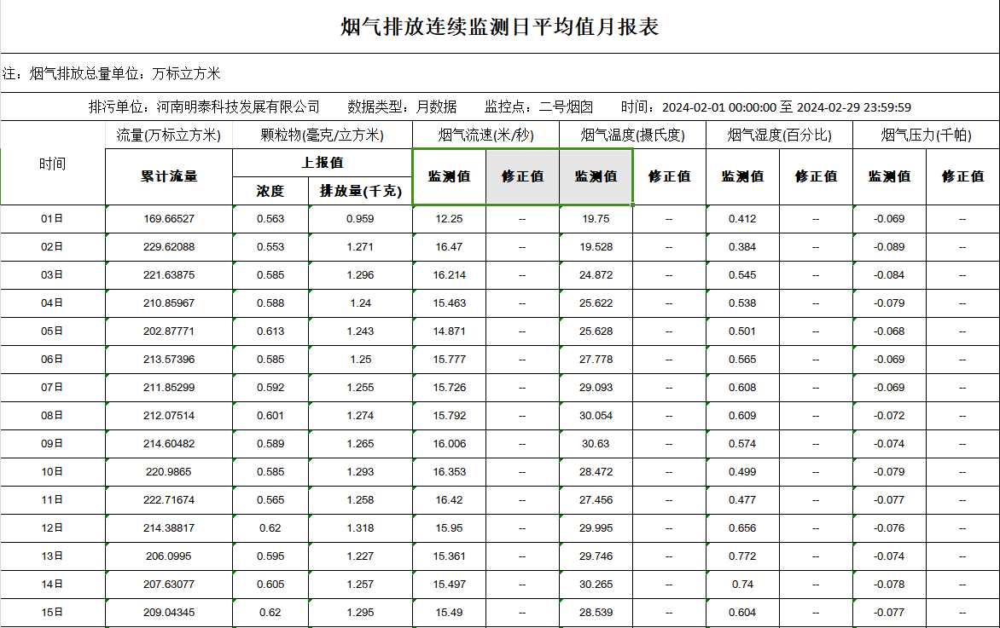 烟气排放连续监测日平均值月报表
注：烟气排放总量单位：万标立方米
排污单位：河南明泰科技发展有限公司 数据类型：月数据 监控点：二号烟囱 时间：2024-02-01 00:00:00 至 2024-02-29 23:59:59
时间 流量(万标立方米) 颗粒物(毫克/立方米) 烟气流速(米/秒) 烟气温度(摄氏度) 烟气湿度(百分比) 烟气压力(千帕)
累计流量 上报值 监测值 修正值 监测值 修正值 监测值 修正值 监测值 修正值
浓度 排放量(千克)
01日 169.66527 0.563 0.959 12.25 -- 19.75 -- 0.412 -- -0.069 --
02日 229.62088 0.553 1.271 16.47 -- 19.528 -- 0.384 -- -0.089 --
03日 221.63875 0.585 1.296 16.214 -- 24.872 -- 0.545 -- -0.084 --
04日 210.85967 0.588 1.24 15.463 -- 25.622 -- 0.538 -- -0.079 --
05日 202.87771 0.613 1.243 14.871 -- 25.628 -- 0.501 -- -0.068 --
06日 213.57396 0.585 1.25 15.777 -- 27.778 -- 0.565 -- -0.069 --
07日 211.85299 0.592 1.255 15.726 -- 29.093 -- 0.608 -- -0.069 --
08日 212.07514 0.601 1.274 15.792 -- 30.054 -- 0.609 -- -0.072 --
09日 214.60482 0.589 1.265 16.006 -- 30.63 -- 0.574 -- -0.074 --
10日 220.9865 0.585 1.293 16.353 -- 28.472 -- 0.499 -- -0.079 --
11日 222.71674 0.565 1.258 16.42 -- 27.456 -- 0.477 -- -0.077 --
12日 214.38817 0.62 1.318 15.95 -- 29.995 -- 0.656 -- -0.076 --
13日 206.0995 0.595 1.227 15.361 -- 29.746 -- 0.772 -- -0.074 --
14日 207.63077 0.605 1.257 15.497 -- 30.265 -- 0.74 -- -0.078 --
15日 209.04345 0.62 1.295 15.49 -- 28.539 -- 0.604 -- -0.077 --